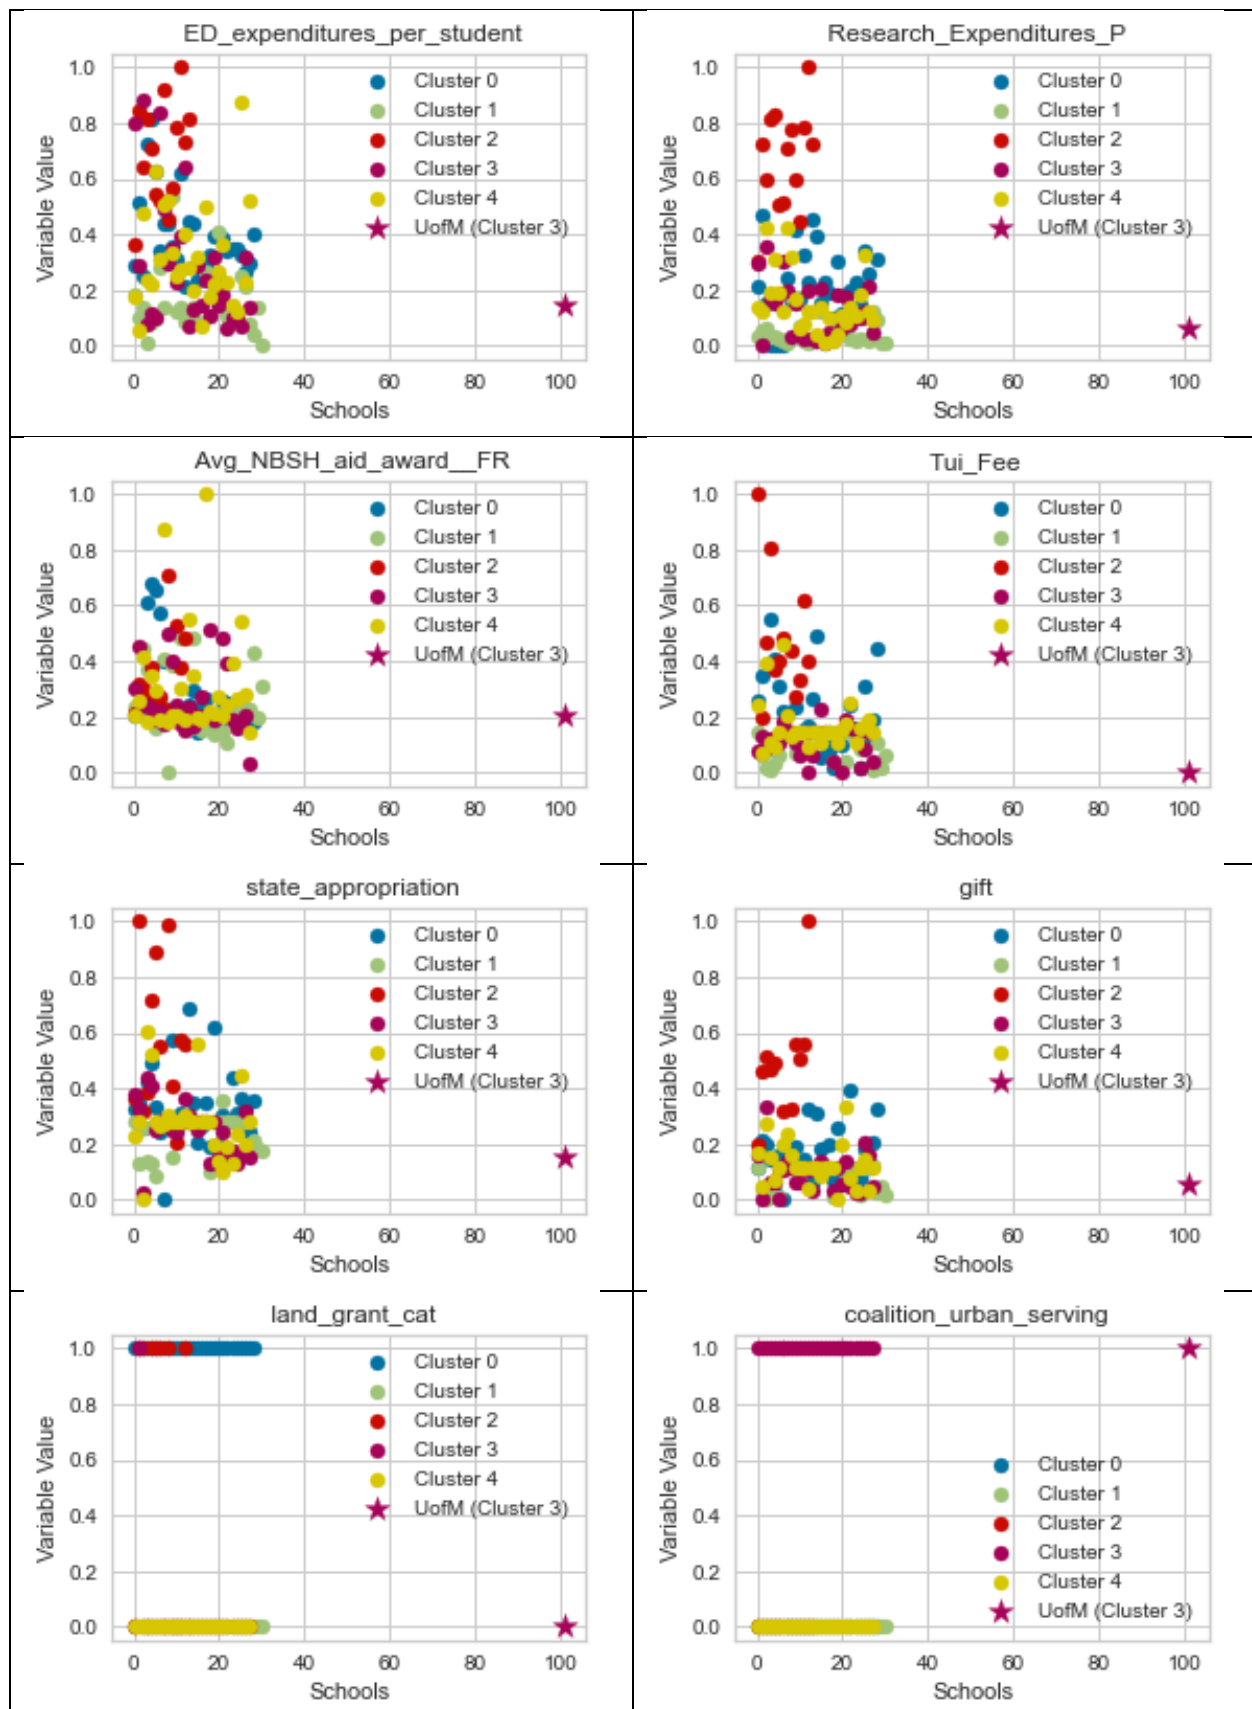 ED_expenditures_per_student
Variable Value
1.0
0.8
0.6
0.4
0.2
0.0
Cluster 0
Cluster 1
Cluster 2
Cluster 3
Cluster 4
UofM (Cluster 3)
0 20 40 60 80 100
Schools
Research_Expenditures_P
Variable Value
1.0
0.8
0.6
0.4
0.2
0.0
Cluster 0
Cluster 1
Cluster 2
Cluster 3
Cluster 4
UofM (Cluster 3)
0 20 40 60 80 100
Schools
Avg_NBSH_aid_award__FR
Variable Value
1.0
0.8
0.6
0.4
0.2
0.0
Cluster 0
Cluster 1
Cluster 2
Cluster 3
Cluster 4
UofM (Cluster 3)
0 20 40 60 80 100
Schools
Tui_Fee
Variable Value
1.0
0.8
0.6
0.4
0.2
0.0
Cluster 0
Cluster 1
Cluster 2
Cluster 3
Cluster 4
UofM (Cluster 3)
0 20 40 60 80 100
Schools
state_appropriation
Variable Value
1.0
0.8
0.6
0.4
0.2
0.0
Cluster 0
Cluster 1
Cluster 2
Cluster 3
Cluster 4
UofM (Cluster 3)
0 20 40 60 80 100
Schools
gift
Variable Value
1.0
0.8
0.6
0.4
0.2
0.0
Cluster 0
Cluster 1
Cluster 2
Cluster 3
Cluster 4
UofM (Cluster 3)
0 20 40 60 80 100
Schools
land_grant_cat
Variable Value
1.0
0.8
0.6
0.4
0.2
0.0
Cluster 0
Cluster 1
Cluster 2
Cluster 3
Cluster 4
UofM (Cluster 3)
0 20 40 60 80 100
Schools
coalition_urban_serving
Variable Value
1.0
0.8
0.6
0.4
0.2
0.0
Cluster 0
Cluster 1
Cluster 2
Cluster 3
Cluster 4
UofM (Cluster 3)
0 20 40 60 80 100
Schools